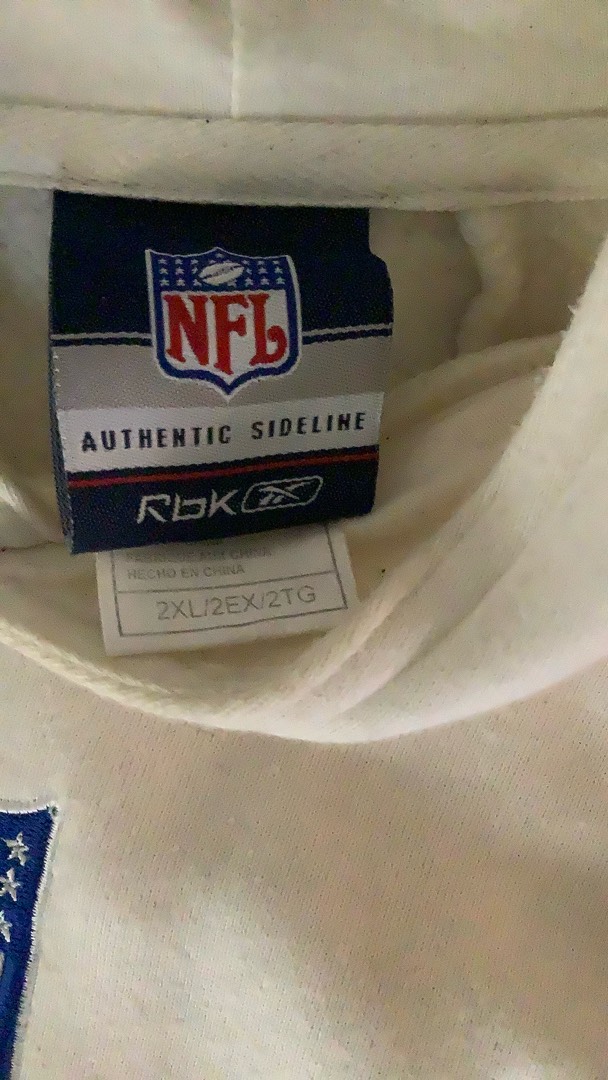 NFL
AUTHENTIC SIDELINE
RbK
HECHO EN CHINA
2XL/2EX/2TG